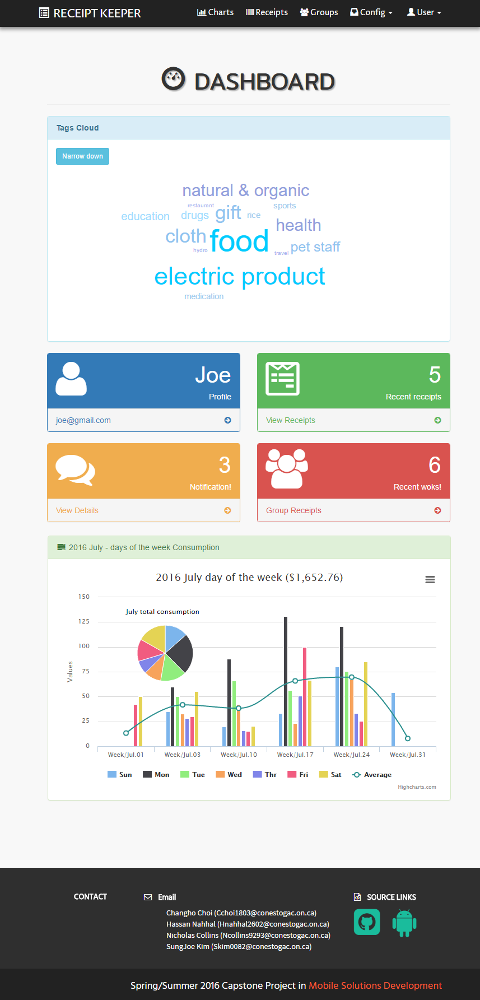 RECEIPT KEEPER
Charts Receipts Groups Config User
DASHBOARD
Tags Cloud
Narrow down
natural & organic
restaurant
sports
education
drugs
gift
rice
health
cloth
food
hydro
travel
pet staff
electric product
medication
Joe
Profile
joe@gmail.com
5
Recent receipts
View Receipts
3
Notification!
View Details
6
Recent woks!
Group Receipts
2016 July - days of the week Consumption
2016 July day of the week ($1,652.76)
July total consumption
Values
150
125
100
75
50
25
0
Week/Jul.01 Week/Jul.03 Week/Jul.10 Week/Jul.17 Week/Jul.24 Week/Jul.31
Sun Mon Tue Wed Thr Fri Sat Average
Highcharts.com
CONTACT
Email
Changho Choi (Cchoi1803@conestogac.on.ca)
Hassan Nahhal (Hnahhal2602@conestogac.on.ca)
Nicholas Collins (Ncollins9293@conestogac.on.ca)
SungJoe Kim (Skim0082@conestogac.on.ca)
SOURCE LINKS
Spring/Summer 2016 Capstone Project in Mobile Solutions Development